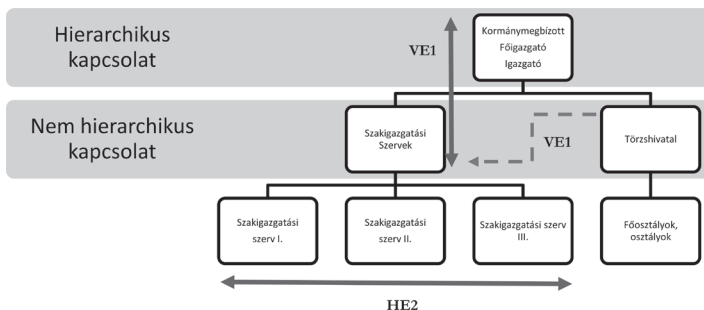 Hierarchikus
kapcsolat
VE1
Kormánymegbízott
Főigazgató
Igazgató
Nem hierarchikus
kapcsolat
Szakigazgatási
Szervek
VE1
Törzshivatal
Szakigazgatási
szerv I.
Szakigazgatási
szerv II.
Szakigazgatási szerv
III.
Főosztályok,
osztályok
HE2